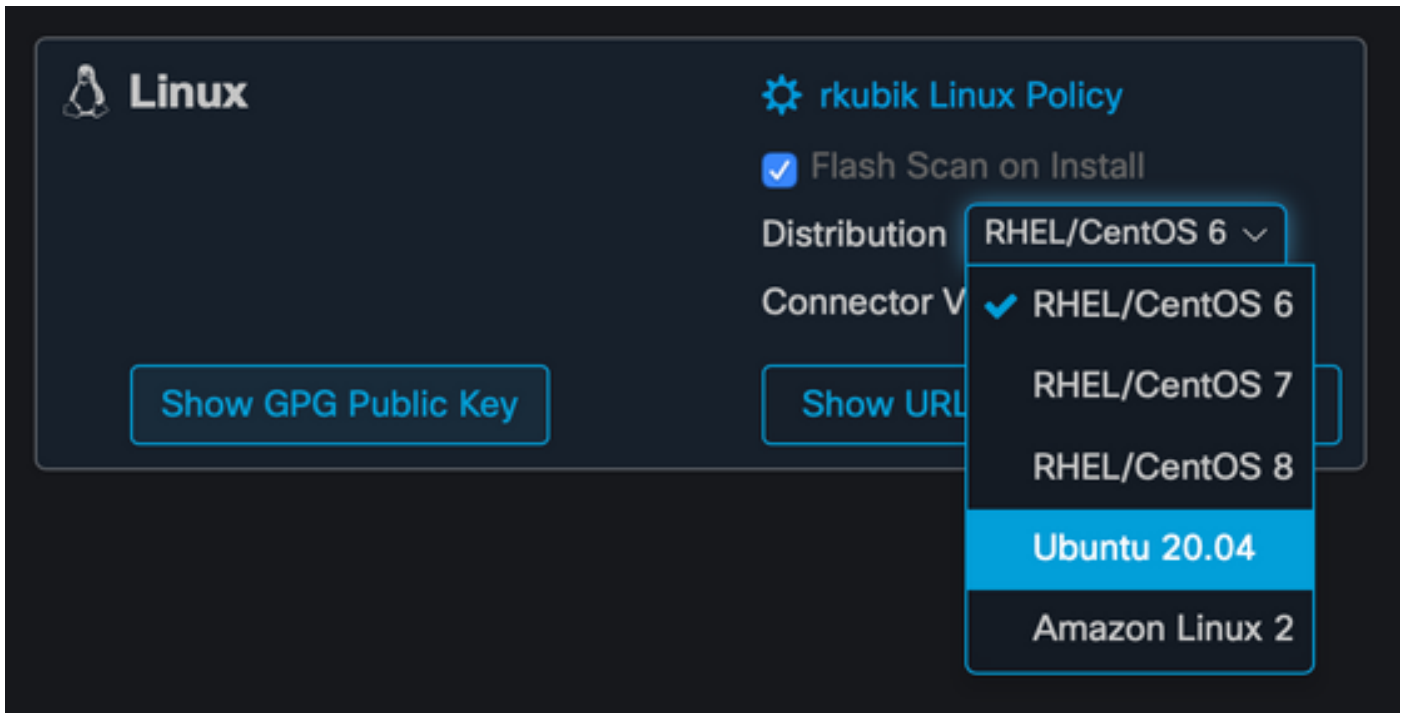 Linux
rkubik Linux Policy
Flash Scan on Install
Distribution RHEL/CentOS 6
Connector V
RHEL/CentOS 6
RHEL/CentOS 7
RHEL/CentOS 8
Ubuntu 20.04
Amazon Linux 2
Show GPG Public Key
Show URL